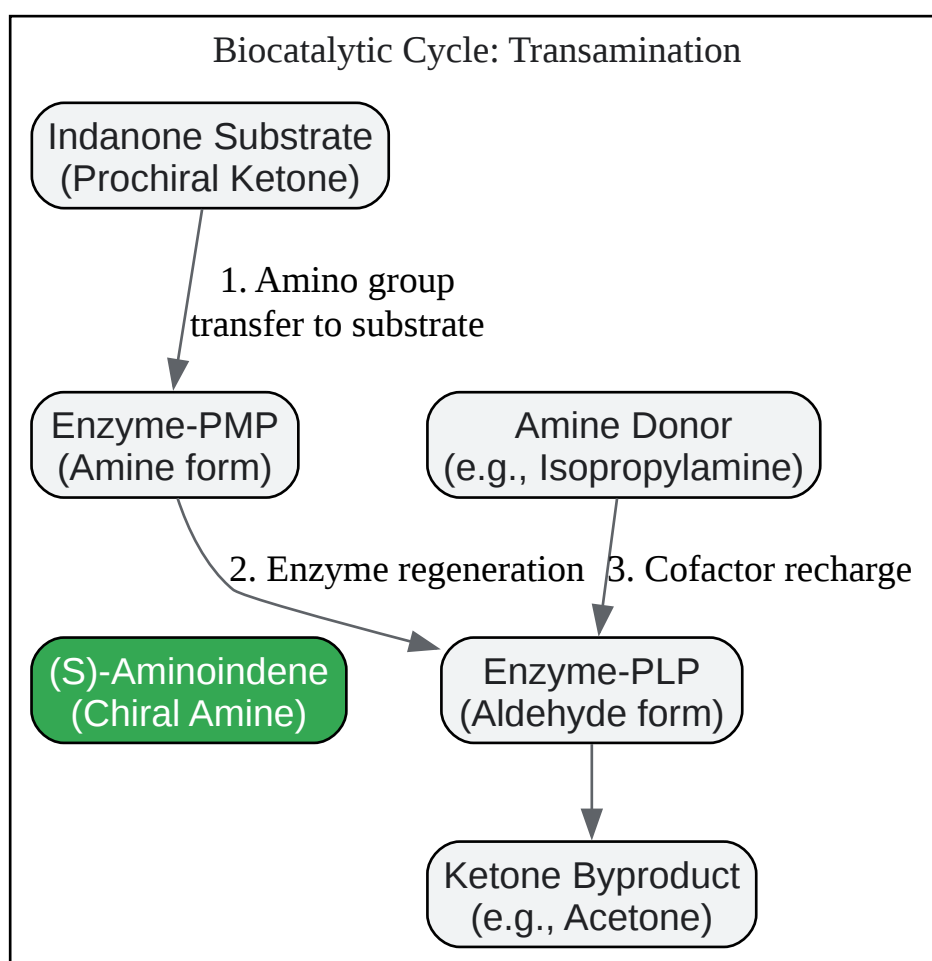 Biocatalytic Cycle: Transamination
Indanone Substrate
(Prochiral Ketone)
1. Amino group
transfer to substrate
Enzyme-PMP
(Amine form)
Amine Donor
(e.g., Isopropylamine)
2. Enzyme regeneration
3. Cofactor recharge
(S)-Aminoindene
(Chiral Amine)
Enzyme-PLP
(Aldehyde form)
Ketone Byproduct
(e.g., Acetone)